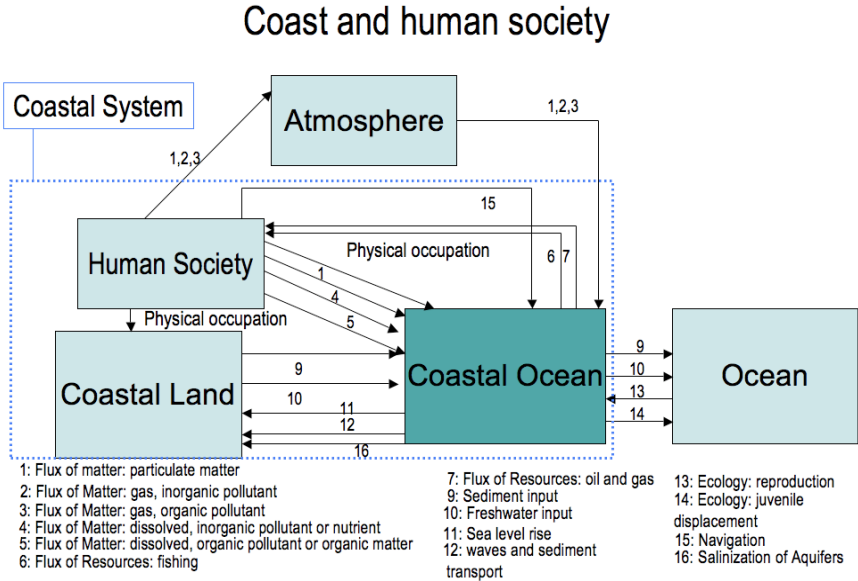 Coast and human society
Coastal System
Atmosphere
1,2,3
1,2,3
15
Human Society
Physical occupation
6
7
1
4
5
Physical occupation
Coastal Land
Coastal Ocean
Ocean
9
10
11
12
16
9
10
13
14
1: Flux of matter: particulate matter
2: Flux of Matter: gas, inorganic pollutant
3: Flux of Matter: gas, organic pollutant
4: Flux of Matter: dissolved, inorganic pollutant or nutrient
5: Flux of Matter: dissolved, organic pollutant or organic matter
6: Flux of Resources: fishing
7: Flux of Resources: oil and gas
9: Sediment input
10: Freshwater input
11: Sea level rise
12: waves and sediment
transport
13: Ecology: reproduction
14: Ecology: juvenile
displacement
15: Navigation
16: Salinization of Aquifers